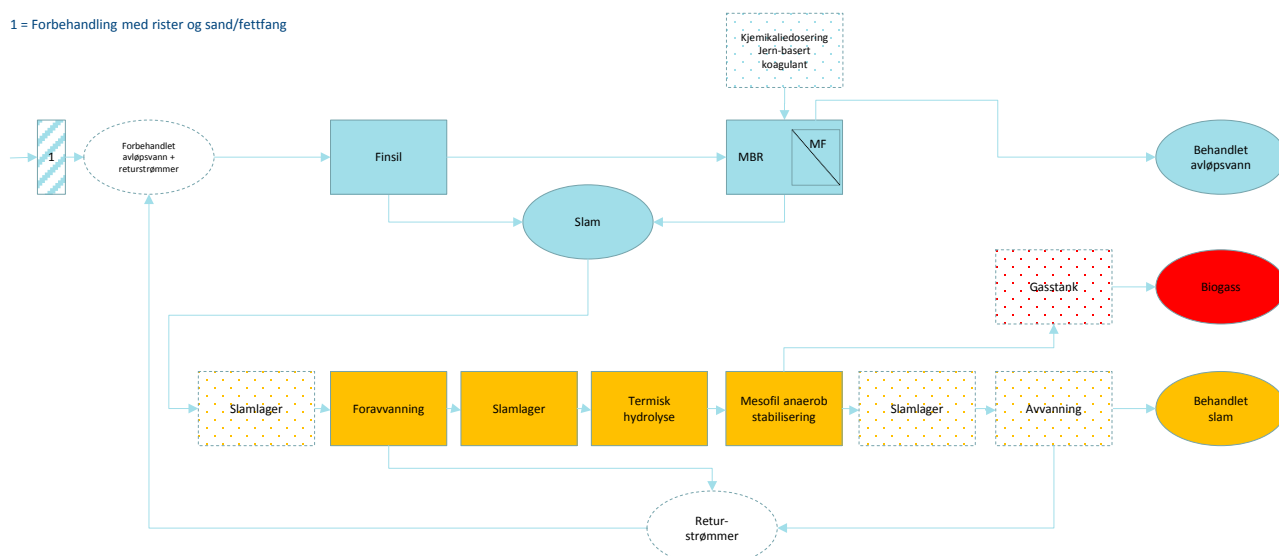 1 = Forbehandling med rister og sand/fettfang
Kjemikaliedosering
Jern-basert
koagulant
1
Forbehandlet
avløpsvann +
returstrømmer
Finsil
MBR
MF
Behandlet
avløpsvann
Slam
Gasstank
Biogass
Slamlager
Foravvanning
Slamlager
Termisk
hydrolyse
Mesofil anaerob
stabilisering
Slamlager
Avvanning
Behandlet
slam
Retur-
strømmer